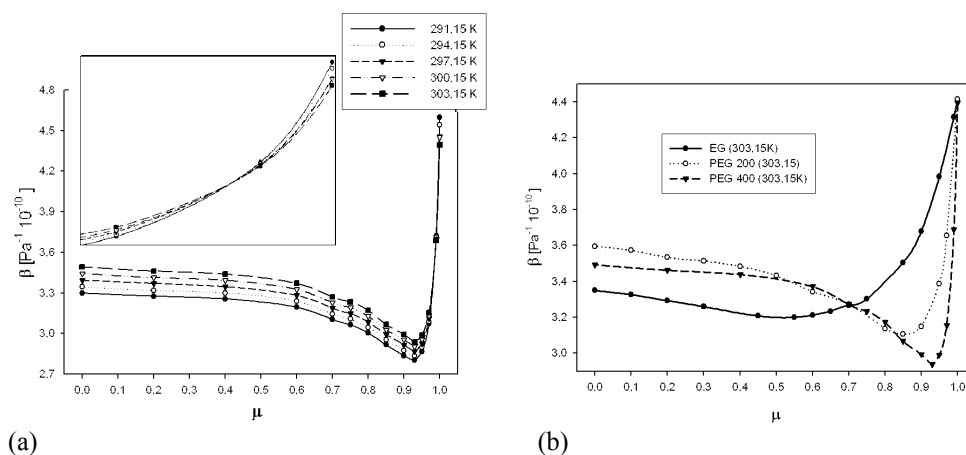 291,15 K
294,15 K
297,15 K
300,15 K
303,15 K
4.8
4.5
4.2
3.9
3.6
3.3
3.0
2.7
β [Pa⁻¹ 10⁻¹⁰]
0.0 0.1 0.2 0.3 0.4 0.5 0.6 0.7 0.8 0.9 1.0
μ
(a)
EG (303,15K)
PEG 200 (303,15)
PEG 400 (303,15K)
4.4
4.2
4.0
3.8
3.6
3.4
3.2
3.0
β [Pa⁻¹ 10⁻¹⁰]
0.0 0.1 0.2 0.3 0.4 0.5 0.6 0.7 0.8 0.9 1.0
μ
(b)